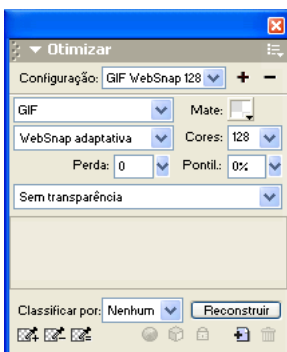 Otimizar
Configuração: GIF WebSnap 128
GIF Mate:
WebSnap adaptativa Cores: 128
Perda: 0 Pontil.: 0%
Sem transparência
Classificar por: Nenhum Reconstruir